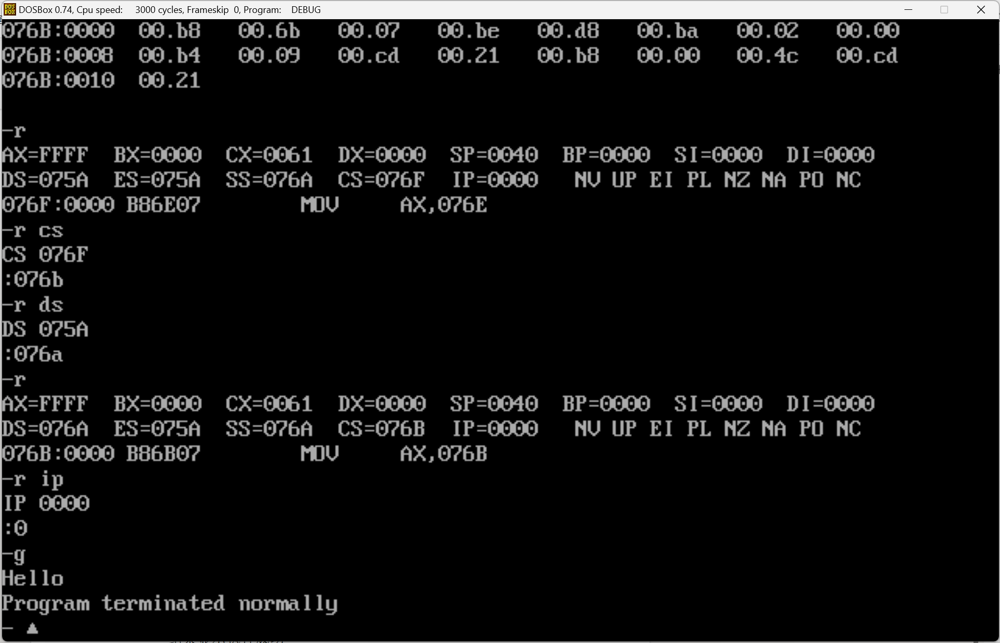 DOSBox 0.74, Cpu speed: 3000 cycles, Frameskip 0, Program: DEBUG
076B:0000 00.b8 00.6b 00.07 00.be 00.d8 00.ba 00.02 00.00
076B:0008 00.b4 00.09 00.cd 00.21 00.b8 00.00 00.4c 00.cd
076B:0010 00.21
-r
AX=FFFF BX=0000 CX=0061 DX=0000 SP=0040 BP=0000 SI=0000 DI=0000
DS=075A ES=075A SS=076A CS=076F IP=0000 NV UP EI PL NZ NA PO NC
076F:0000 B86E07 MOV AX,076E
-r cs
CS 076F
:076b
-r ds
DS 075A
:076a
-r
AX=FFFF BX=0000 CX=0061 DX=0000 SP=0040 BP=0000 SI=0000 DI=0000
DS=076A ES=075A SS=076A CS=076B IP=0000 NV UP EI PL NZ NA PO NC
076B:0000 B86B07 MOV AX,076B
-r ip
IP 0000
:0
-g
Hello
Program terminated normally
-